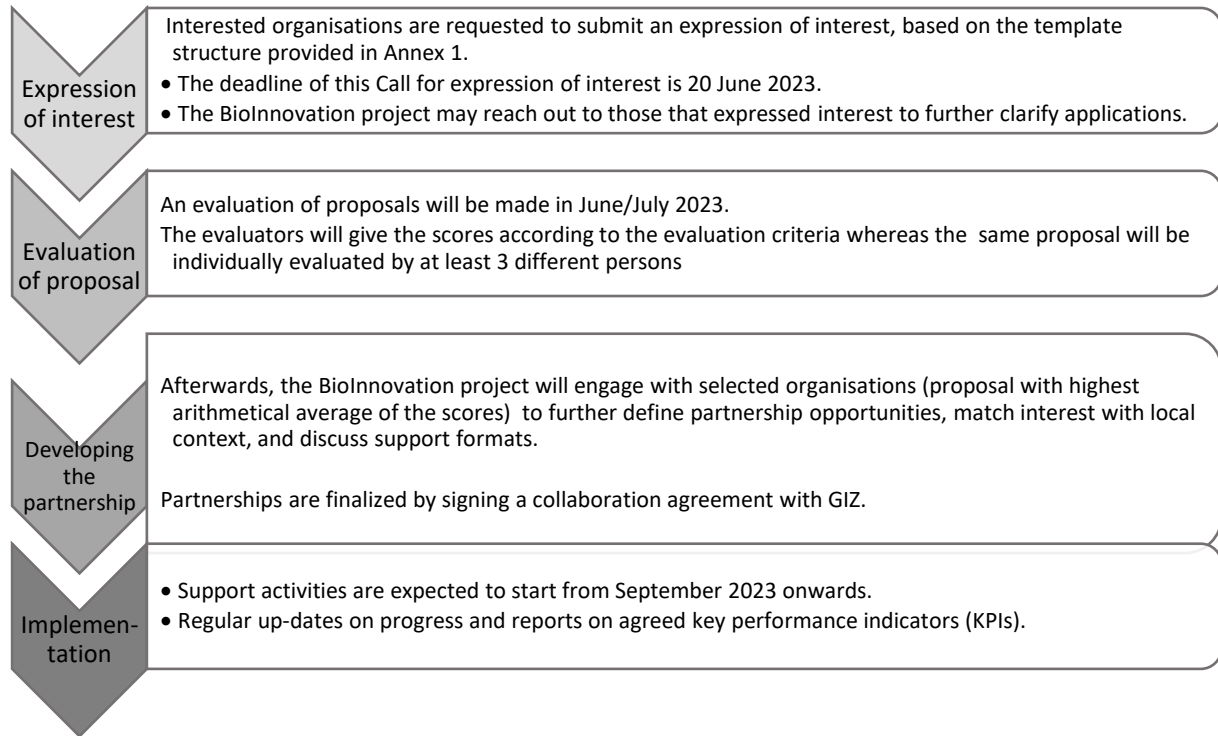 Expression
of interest
Interested organisations are requested to submit an expression of interest, based on the template
structure provided in Annex 1.
• The deadline of this Call for expression of interest is 20 June 2023.
• The BioInnovation project may reach out to those that expressed interest to further clarify applications.
Evaluation
of proposal
An evaluation of proposals will be made in June/July 2023.
The evaluators will give the scores according to the evaluation criteria whereas the same proposal will be
individually evaluated by at least 3 different persons
Developing
the
partnership
Afterwards, the BioInnovation project will engage with selected organisations (proposal with highest
arithmetical average of the scores) to further define partnership opportunities, match interest with local
context, and discuss support formats.
Partnerships are finalized by signing a collaboration agreement with GIZ.
Implemen-
tation
• Support activities are expected to start from September 2023 onwards.
• Regular up-dates on progress and reports on agreed key performance indicators (KPIs).